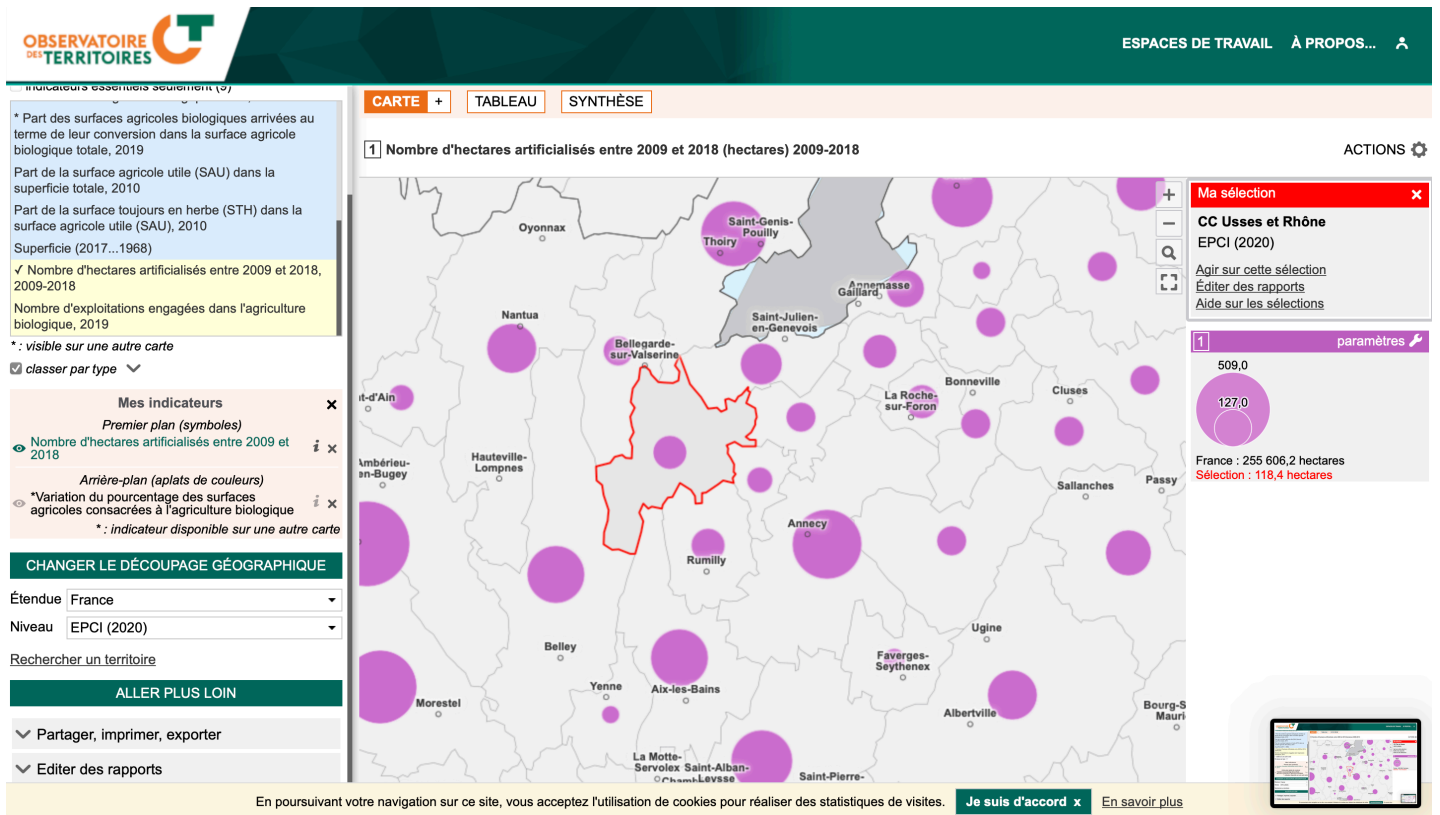 OBSERVATOIRE
DES TERRITOIRES
ESPACES DE TRAVAIL
À PROPOS...
Indicateurs essentiels seulement (9)
* Part des surfaces agricoles biologiques arrivées au
terme de leur conversion dans la surface agricole
biologique totale, 2019
Part de la surface agricole utile (SAU) dans la
superficie totale, 2010
Part de la surface toujours en herbe (STH) dans la
surface agricole utile (SAU), 2010
Superficie (2017...1968)
✓ Nombre d'hectares artificialisés entre 2009 et 2018,
2009-2018
Nombre d'exploitations engagées dans l'agriculture
biologique, 2019
* : visible sur une autre carte
classer par type
Mes indicateurs
Premier plan (symboles)
Nombre d'hectares artificialisés entre 2009 et
2018
i
Arrière-plan (aplats de couleurs)
*Variation du pourcentage des surfaces
agricoles consacrées à l'agriculture biologique
i
* : indicateur disponible sur une autre carte
CHANGER LE DÉCOUPAGE GÉOGRAPHIQUE
Étendue France
Niveau EPCI (2020)
Rechercher un territoire
ALLER PLUS LOIN
Partager, imprimer, exporter
Editer des rapports
CARTE +
TABLEAU
SYNTHÈSE
1 Nombre d'hectares artificialisés entre 2009 et 2018 (hectares) 2009-2018
ACTIONS
Oyonnax
Saint-Genis-
Pouilly
Thoiry
Annemasse
Gaillard
Nantua
Saint-Julien-
en-Genevois
Bellegarde-
sur-Valserine
t-d'Ain
La Roche-
sur-Foron
Bonneville
Cluses
Ambérieu-
en-Bugey
Hauteville-
Lompnes
Sallanches
Passy
Annecy
Rumilly
Ugine
Belley
Faverges-
Seythenex
Yenne
Aix-les-Bains
Morestel
Albertville
Bourg-S
Mauri
La Motte-
Servolex
Saint-Alban-
Leysse
Saint-Pierre-
+
−
Ma sélection
CC Usses et Rhône
EPCI (2020)
Agir sur cette sélection
Éditer des rapports
Aide sur les sélections
1
paramètres
509,0
127,0
France : 255 606,2 hectares
Sélection : 118,4 hectares
En poursuivant votre navigation sur ce site, vous acceptez l'utilisation de cookies pour réaliser des statistiques de visites.
Je suis d'accord x
En savoir plus